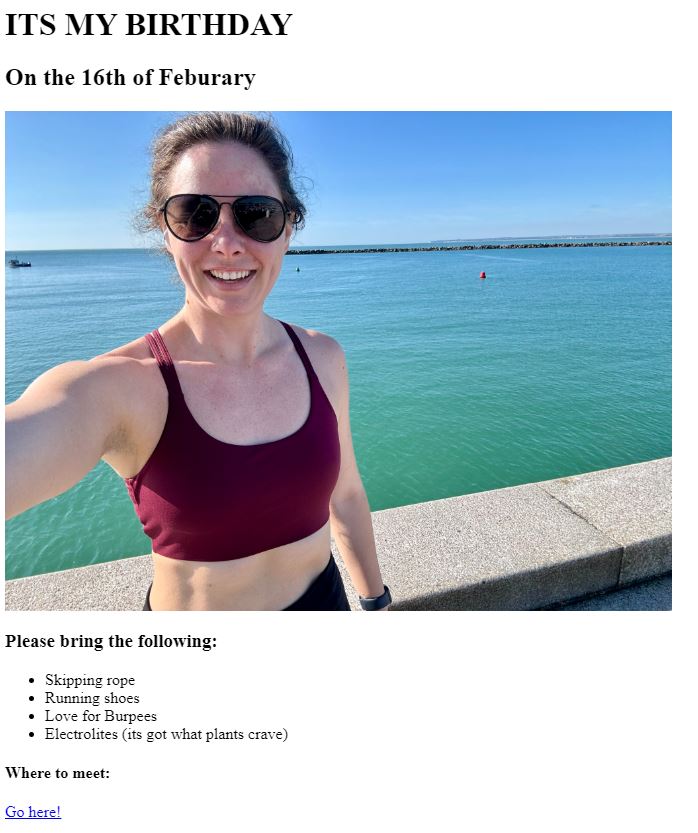 ITS MY BIRTHDAY
On the 16th of Feburary
Please bring the following:
Skipping rope
Running shoes
Love for Burpees
Electrolites (its got what plants crave)
Where to meet:
Go here!